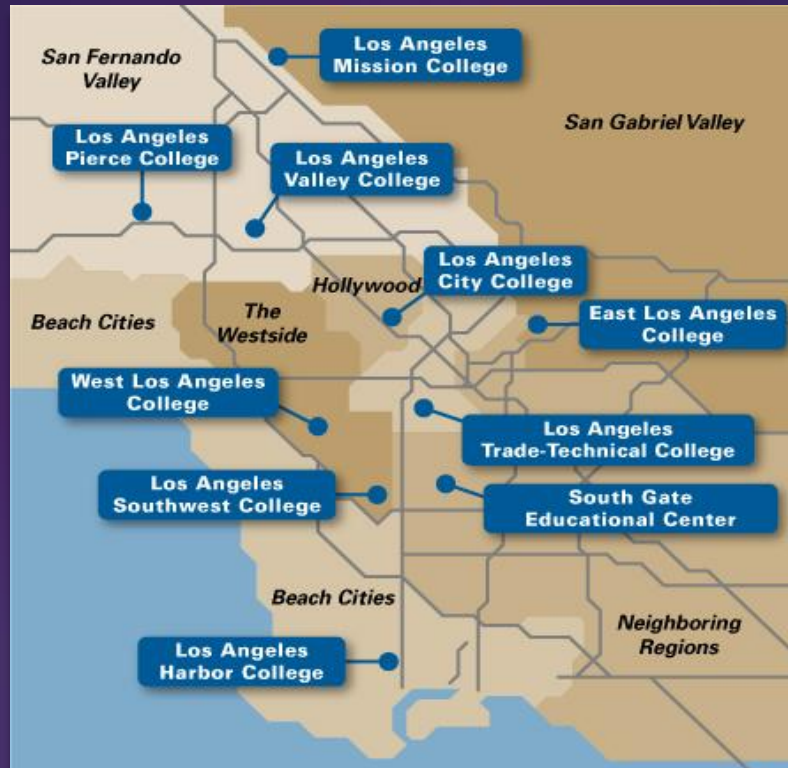 San Fernando
Valley
Los Angeles
Mission College
San Gabriel Valley
Los Angeles
Pierce College
Los Angeles
Valley College
Los Angeles
City College
Hollywood
The
Westside
Beach Cities
East Los Angeles
College
West Los Angeles
College
Los Angeles
Trade-Technical College
Los Angeles
Southwest College
South Gate
Educational Center
Beach Cities
Neighboring
Regions
Los Angeles
Harbor College